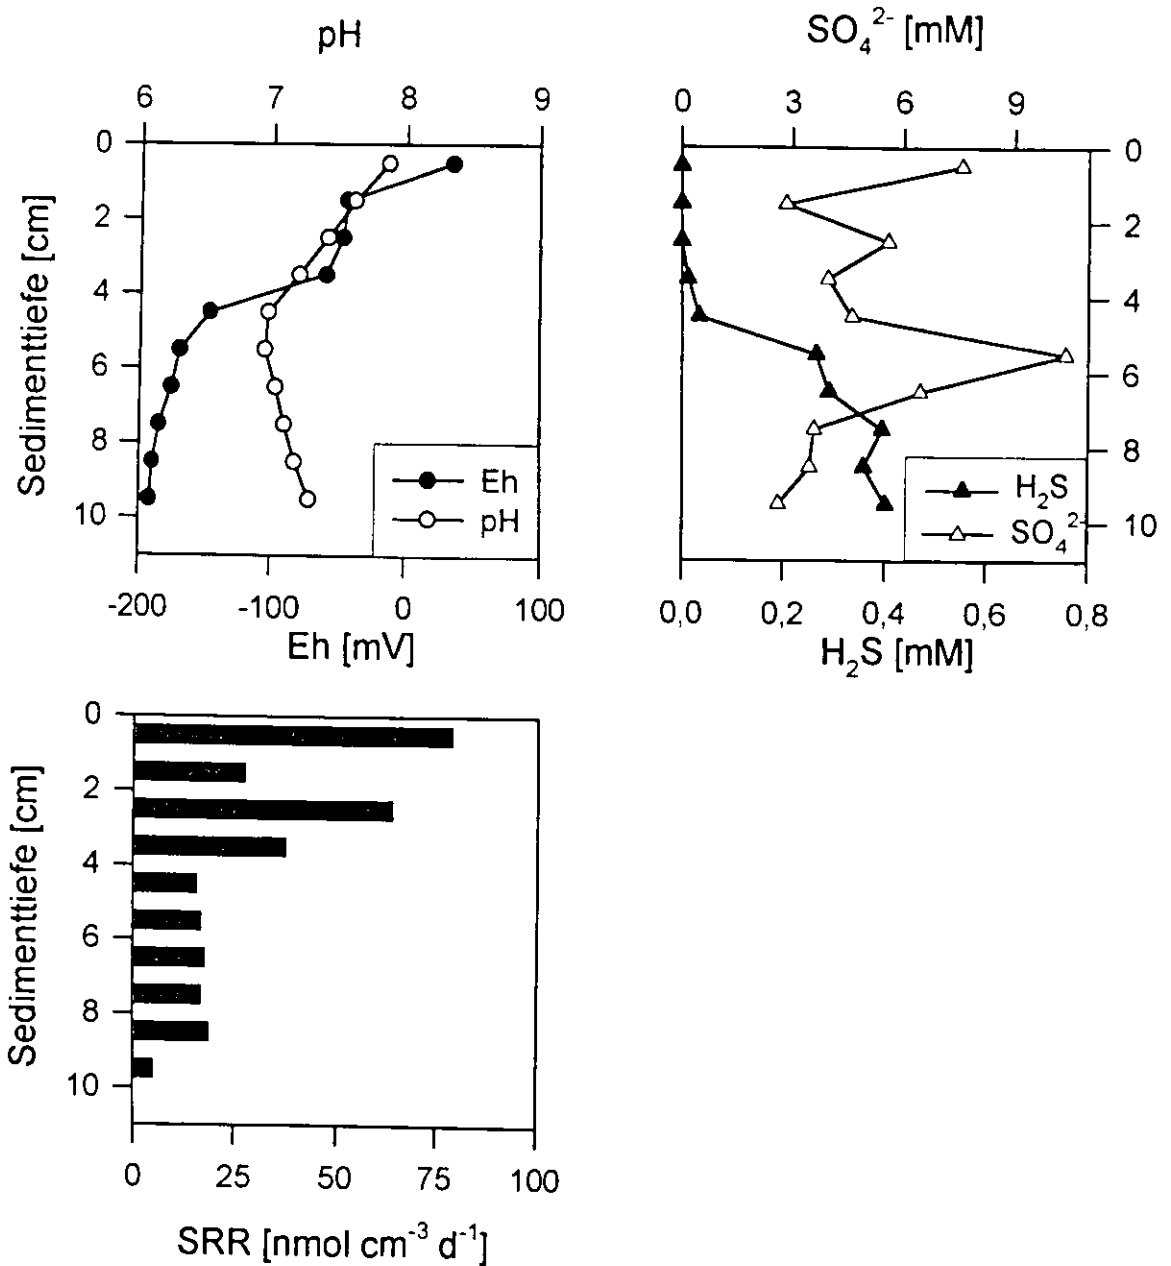 pH
6 7 8 9
0
2
4
6
8
10
Sedimenttiefe [cm]
Eh
pH
-200 -100 0 100
Eh [mV]
SO₄²⁻ [mM]
0 3 6 9
0
2
4
6
8
10
H₂S
SO₄²⁻
0,0 0,2 0,4 0,6 0,8
H₂S [mM]
0
2
4
6
8
10
Sedimenttiefe [cm]
0 25 50 75 100
SRR [nmol cm⁻³ d⁻¹]